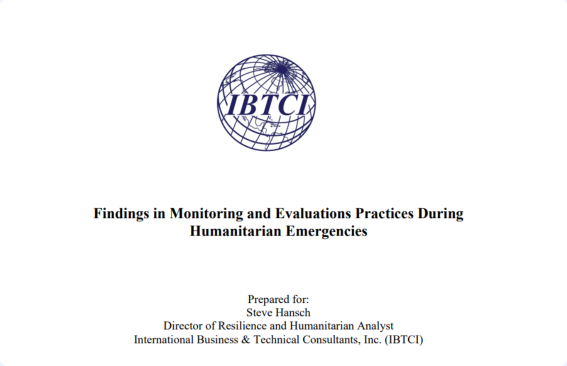 IBTCI
Findings in Monitoring and Evaluations Practices During
Humanitarian Emergencies
Prepared for:
Steve Hansch
Director of Resilience and Humanitarian Analyst
International Business & Technical Consultants, Inc. (IBTCI)